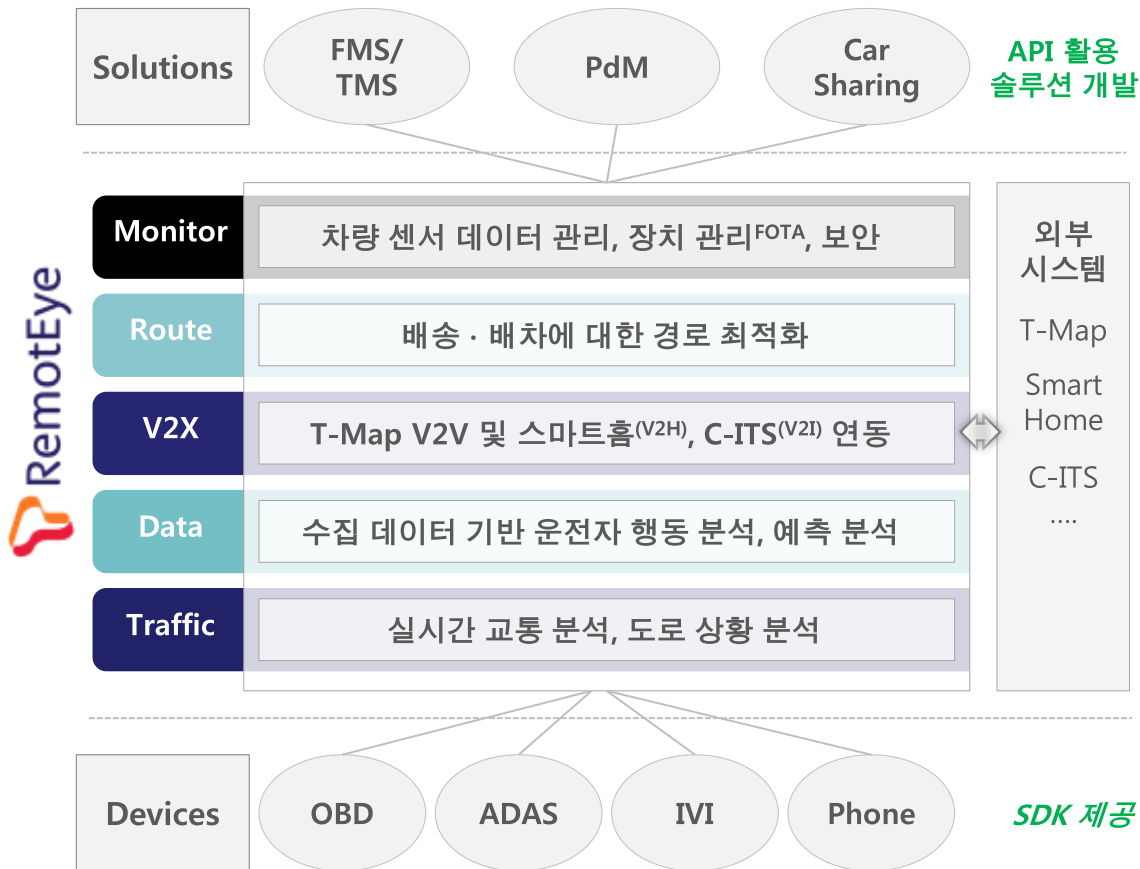 Solutions
FMS/
TMS
PdM
Car
Sharing
API 활용
솔루션 개발
RemotEye
Monitor
차량 센서 데이터 관리, 장치 관리FOTA, 보안
Route
배송 · 배차에 대한 경로 최적화
V2X
T-Map V2V 및 스마트홈(V2H), C-ITS(V2I) 연동
Data
수집 데이터 기반 운전자 행동 분석, 예측 분석
Traffic
실시간 교통 분석, 도로 상황 분석
외부
시스템
T-Map
Smart
Home
C-ITS
....
Devices
OBD
ADAS
IVI
Phone
SDK 제공